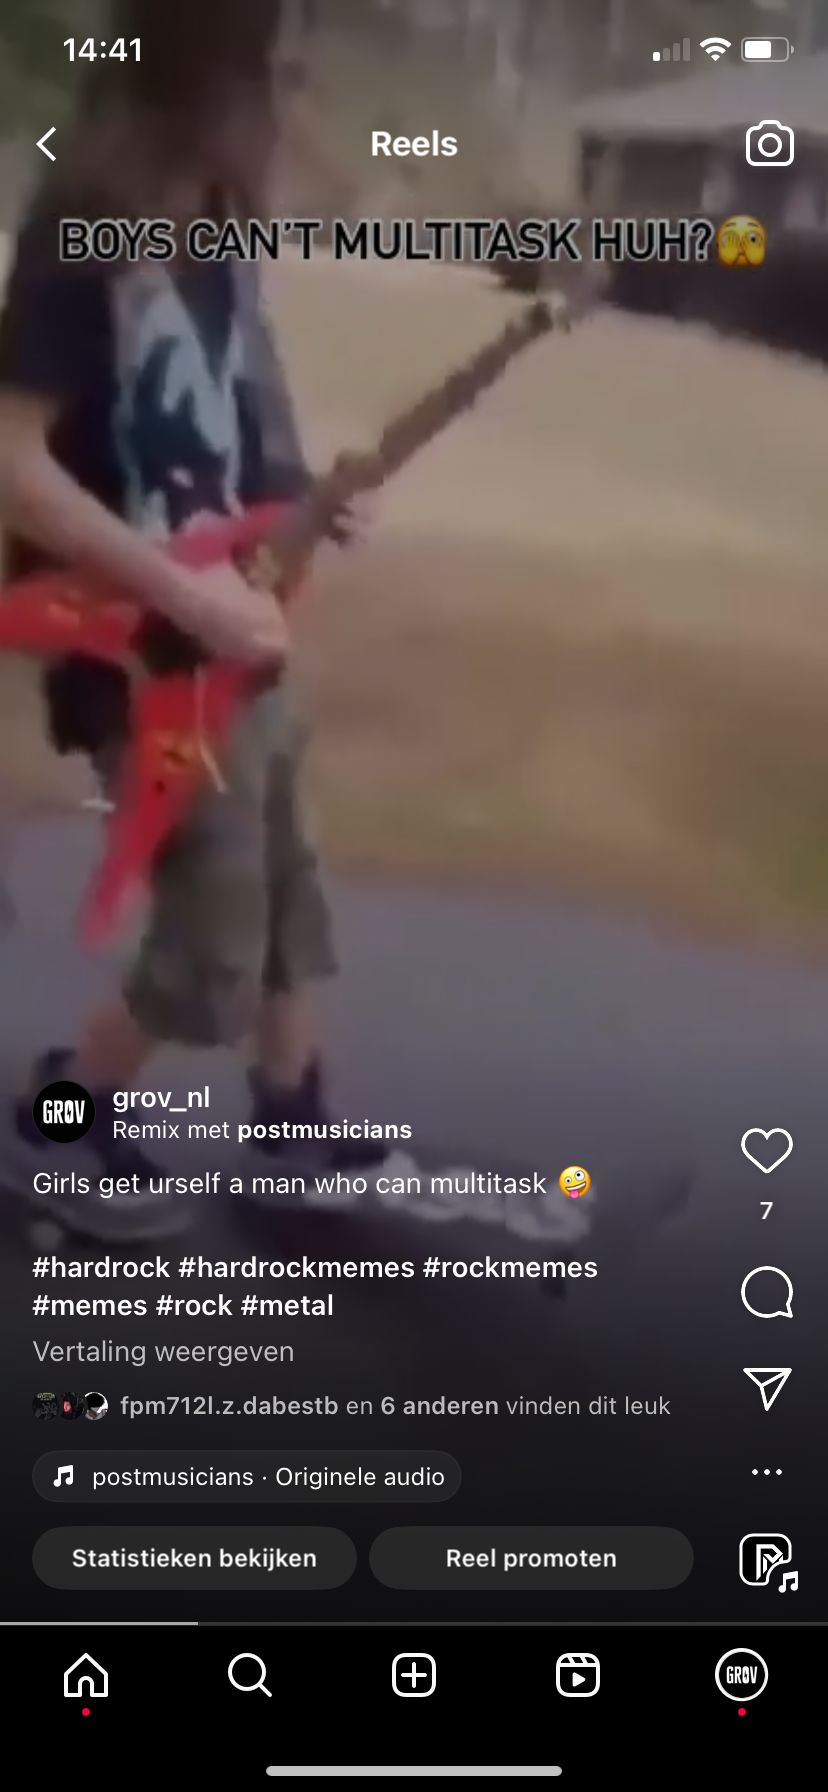 14:41
Reels
BOYS CAN'T MULTITASK HUH?🫣
GRØV
grov_nl
Remix met postmusicians
Girls get urself a man who can multitask 🤪
#hardrock #hardrockmemes #rockmemes
#memes #rock #metal
Vertaling weergeven
fpm712l.z.dabestb en 6 anderen vinden dit leuk
postmusicians · Originele audio
Statistieken bekijken
Reel promoten
7
GRØV